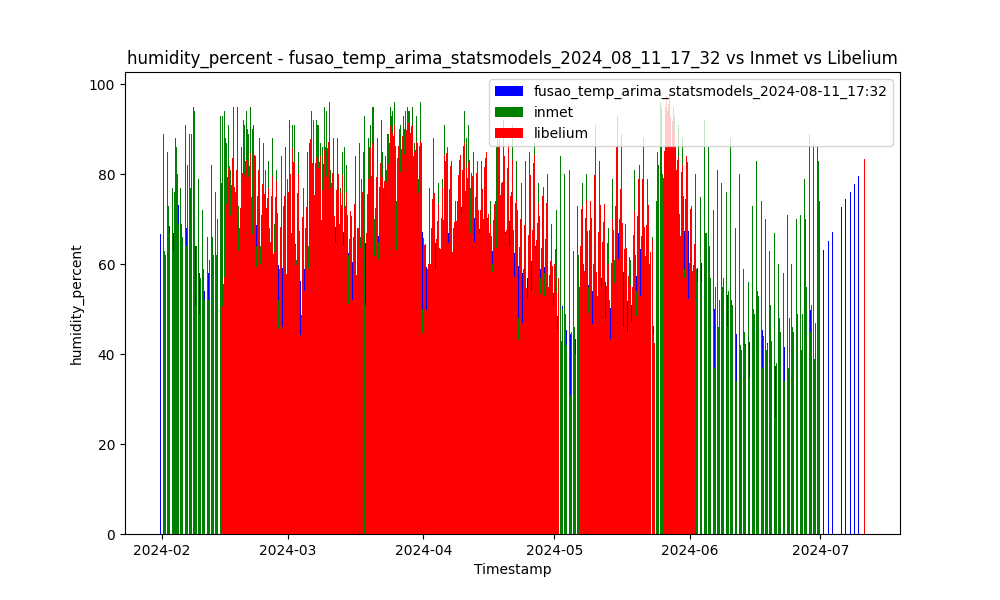 humidity_percent - fusao_temp_arima_statsmodels_2024_08_11_17_32 vs Inmet vs Libelium
fusao_temp_arima_statsmodels_2024-08-11_17:32
inmet
libelium
100
80
60
40
20
0
humidity_percent
2024-02 2024-03 2024-04 2024-05 2024-06 2024-07
Timestamp